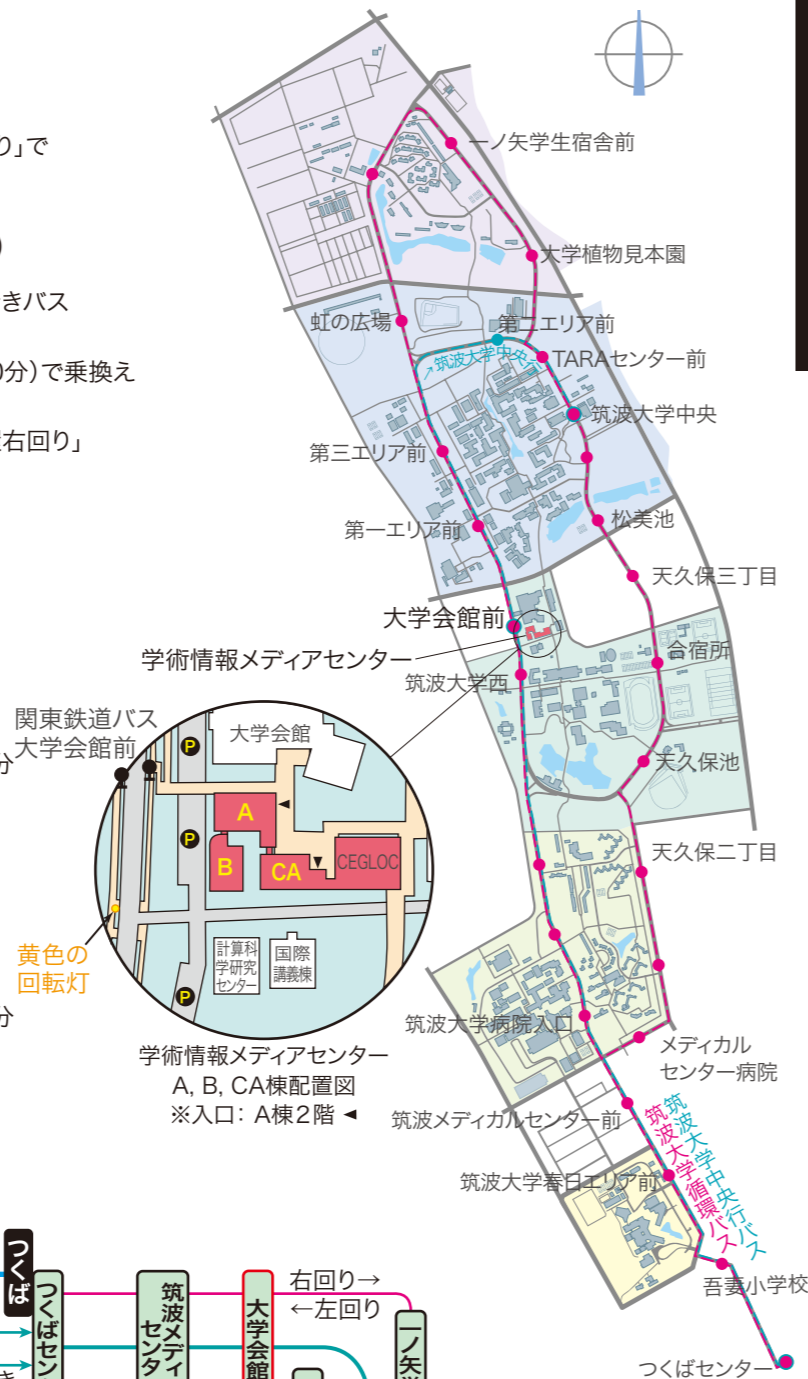 り」で
きバス
0分)で乗換え
右回り」
分
分
一ノ矢学生宿舎前
大学植物見本園
虹の広場
第二エリア前
↗筑波大学中央行
TARAセンター前
筑波大学中央
第三エリア前
第一エリア前
松美池
天久保三丁目
大学会館前
学術情報メディアセンター
合宿所
筑波大学西
天久保池
天久保二丁目
筑波大学病院入口
メディカル
センター病院
筑波メディカルセンター前
筑波大学春日エリア前
筑波大学中央行バス
筑波大学循環バス
吾妻小学校
つくばセンター
関東鉄道バス
大学会館前
大学会館
P
P
P
A
B
CA
CEGLOC
計算科
学研究
センター
国際
講義棟
黄色の
回転灯
学術情報メディアセンター
A, B, CA棟配置図
※入口: A棟2階 ◄
つくば
つくばセン
筑波メディ
センタ
大学会館
右回り→
←左回り
一ノ矢